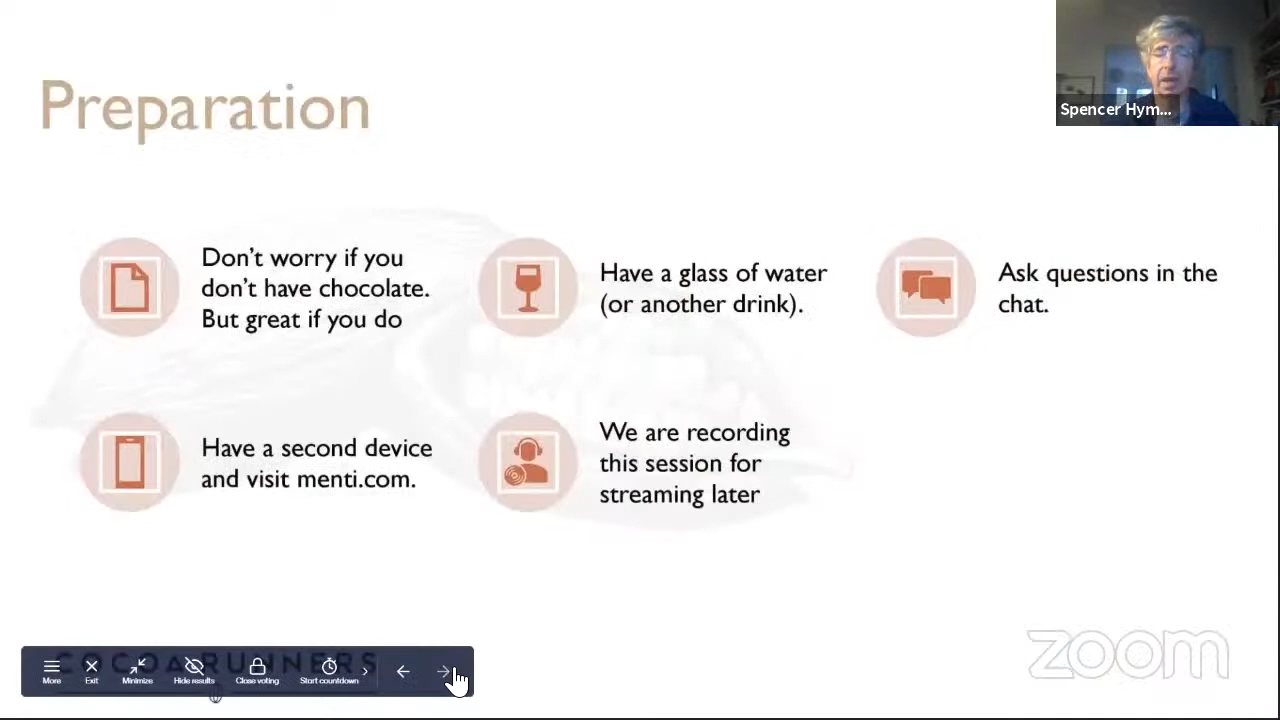 Preparation
Spencer Hym...
Don't worry if you
don't have chocolate.
But great if you do
Have a glass of water
(or another drink).
Ask questions in the
chat.
Have a second device
and visit menti.com.
We are recording
this session for
streaming later
COCOA RUNNERS
More
Exit
Minimize
Hide results
Close voting
Start countdown
zoom